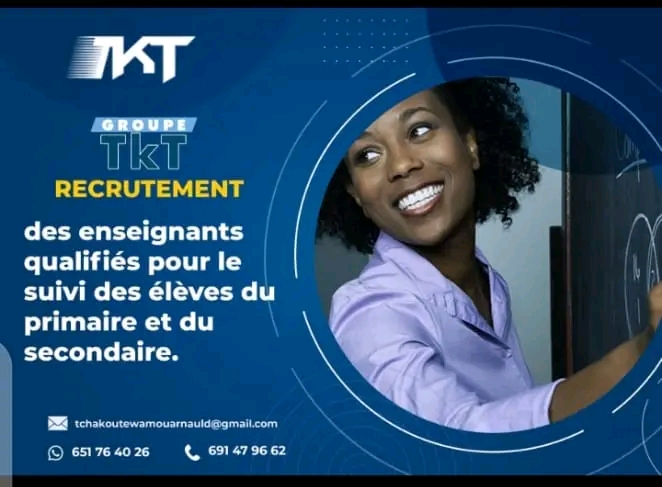 TKT
GROUPE
TkT
RECRUTEMENT
des enseignants
qualifiés pour le
suivi des élèves du
primaire et du
secondaire.
tchakoutewamouarnauld@gmail.com
651 76 40 26 691 47 96 62